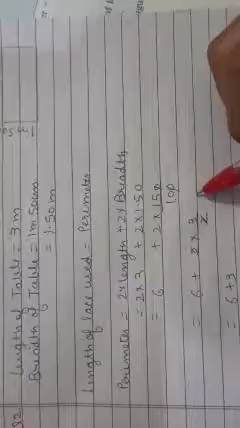 Q2
Length of Table = 3m
Breadth of Table = 1m 50cm
= 1.50m
Length of lace used = Perimeter
Perimeter = 2×length + 2×Breadth
= 2×3 + 2×1.50
= 6 + 2×150/100
= 6 + 2×3/2
= 6+3